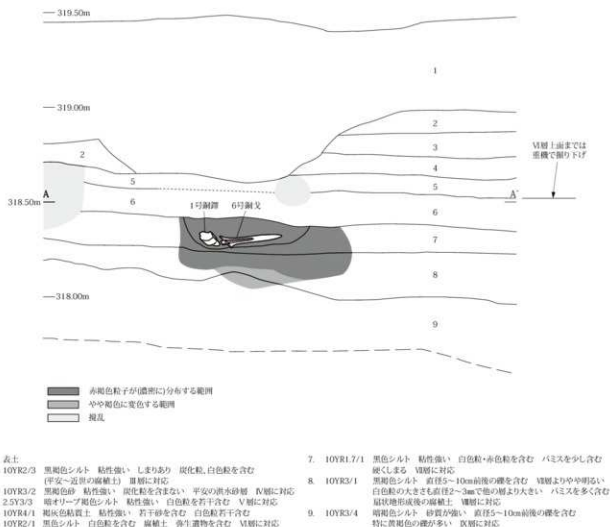 319.50m
1
319.00m
2
3
2
4
Ⅵ層上面までは
重機で掘り下げ
5
5
A
A'
318.50m
6
1号銅鐸
6号銅戈
6
7
8
318.00m
9
赤褐色粒子が(濃密に)分布する範囲
やや褐色に変色する範囲
撹乱
表土
10YR2/3 黒褐色シルト 粘性強い しまりあり 炭化粒、白色粒を含む
(平安~近世の腐植土) Ⅲ層に対応
10YR3/2 黒褐色砂 粘性強い 炭化粒を含まない 平安の洪水砂層 Ⅳ層に対応
2.5Y3/3 暗オリーブ褐色シルト 粘性強い 白色粒を若干含む Ⅴ層に対応
10YR4/1 褐灰色粘質土 粘性強い 若干砂を含む 白色粒若干含む
10YR2/1 黒色シルト 白色粒を含む 腐植土 弥生遺物を含む Ⅵ層に対応
7. 10YR1.7/1 黒色シルト 粘性強い 白色粒・赤色粒を含む パミスを少し含む
硬くしまる Ⅶ層に対応
8. 10YR3/1 黒褐色シルト 直径5~10cm前後の礫を含む Ⅶ層よりやや明るい
白色粒の大きさも直径2~3mmで他の層より大きい パミスを多く含む
扇状地形成後の腐植土 Ⅷ層に対応
9. 10YR3/4 暗褐色シルト 砂質が強い 直径5~10cm前後の礫を含む
特に黄褐色の礫が多い Ⅸ層に対応